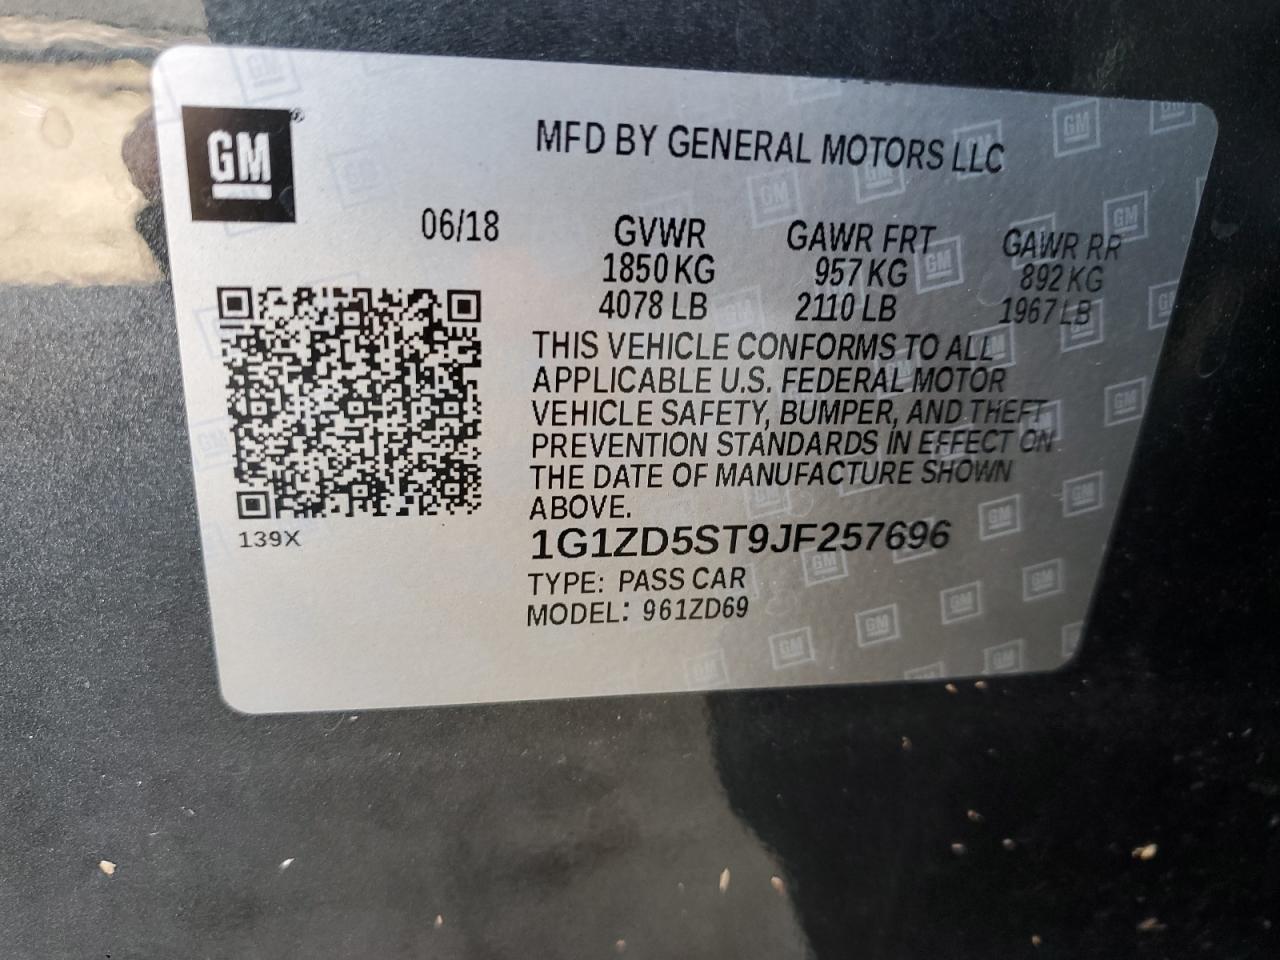 GM
MFD BY GENERAL MOTORS LLC
06/18 GVWR GAWR FRT GAWR RR
1850 KG 957 KG 892 KG
4078 LB 2110 LB 1967 LB
THIS VEHICLE CONFORMS TO ALL
APPLICABLE U.S. FEDERAL MOTOR
VEHICLE SAFETY, BUMPER, AND THEFT
PREVENTION STANDARDS IN EFFECT ON
THE DATE OF MANUFACTURE SHOWN
ABOVE.
139X
1G1ZD5ST9JF257696
TYPE: PASS CAR
MODEL: 961ZD69